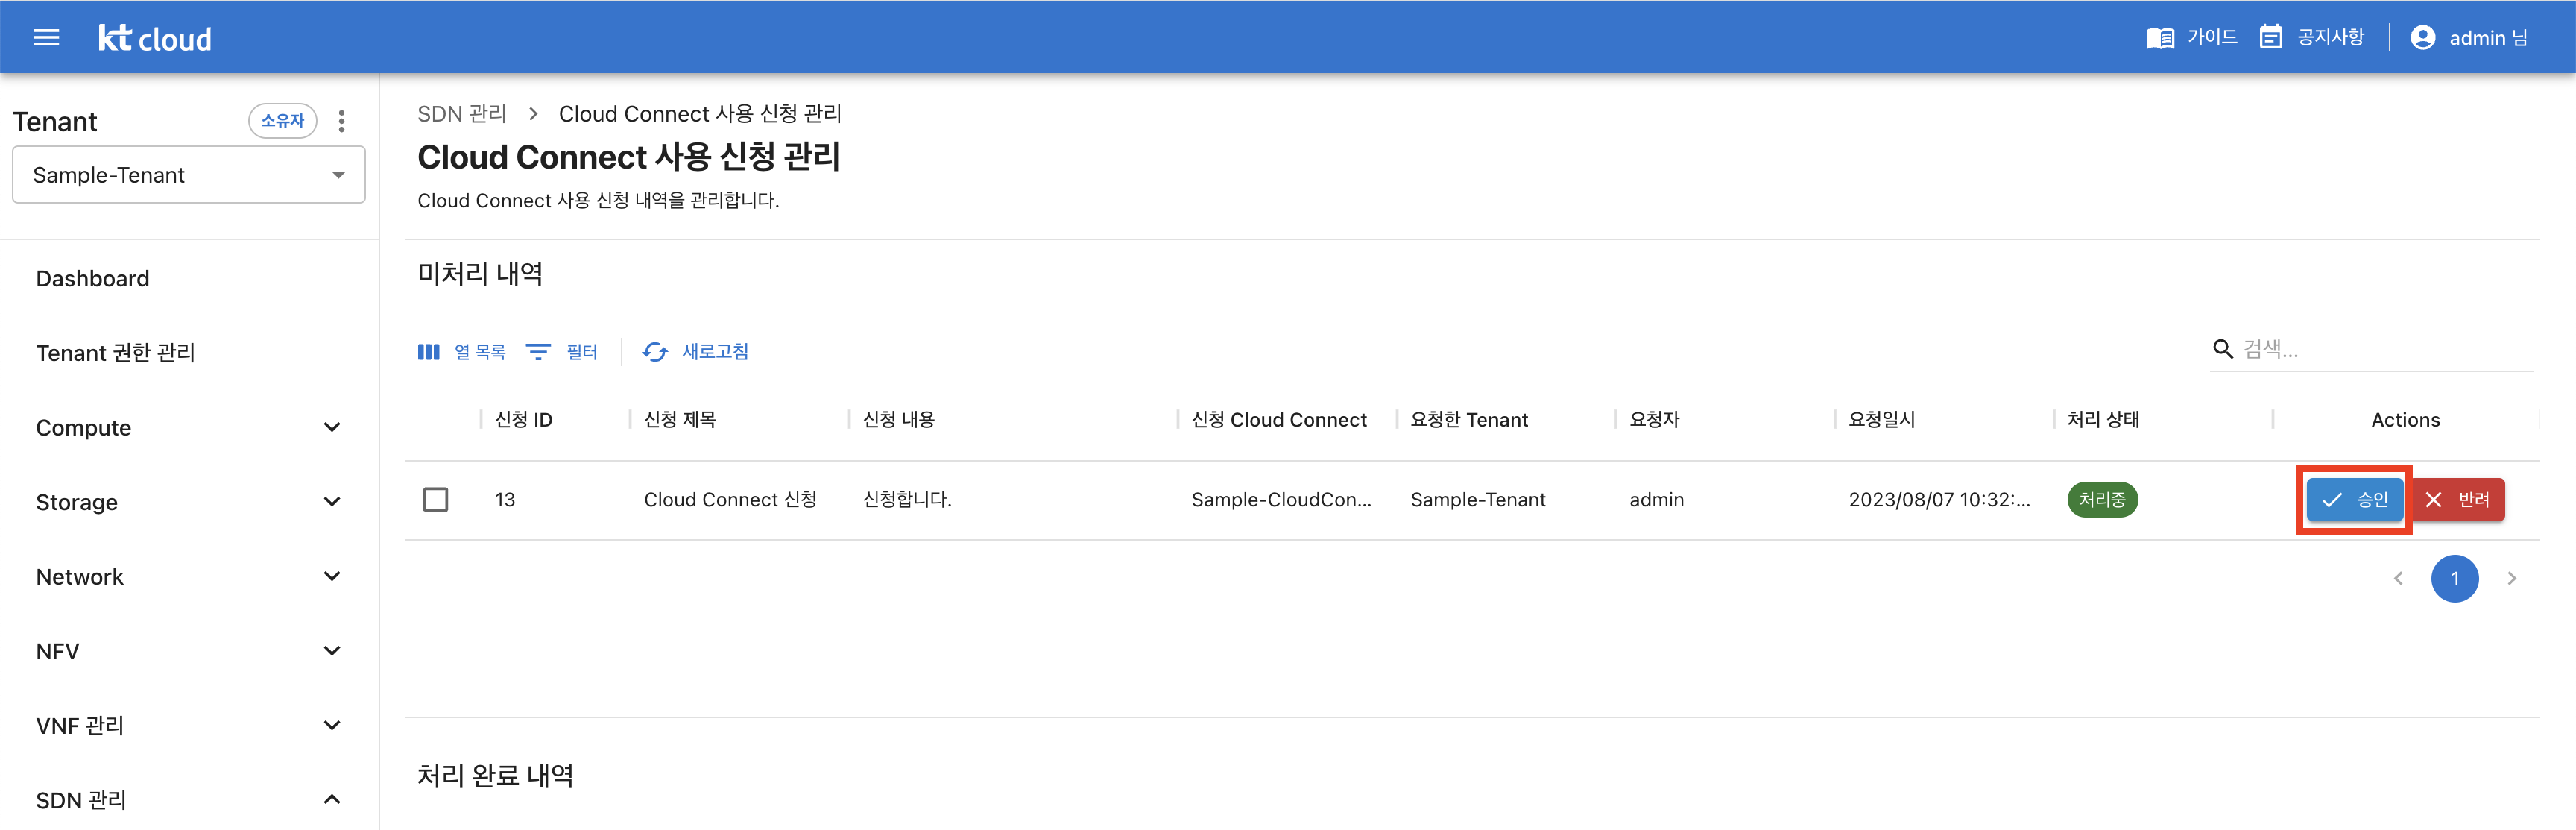 kt cloud
가이드
공지사항
admin 님
Tenant
소유자
Sample-Tenant
Dashboard
Tenant 권한 관리
Compute
Storage
Network
NFV
VNF 관리
SDN 관리
SDN 관리 > Cloud Connect 사용 신청 관리
Cloud Connect 사용 신청 관리
Cloud Connect 사용 신청 내역을 관리합니다.
미처리 내역
열 목록 필터 새로고침
검색...
신청 ID 신청 제목 신청 내용 신청 Cloud Connect 요청한 Tenant 요청자 요청일시 처리 상태 Actions
13 Cloud Connect 신청 신청합니다. Sample-CloudCon... Sample-Tenant admin 2023/08/07 10:32:... 처리중 승인 반려
1
처리 완료 내역